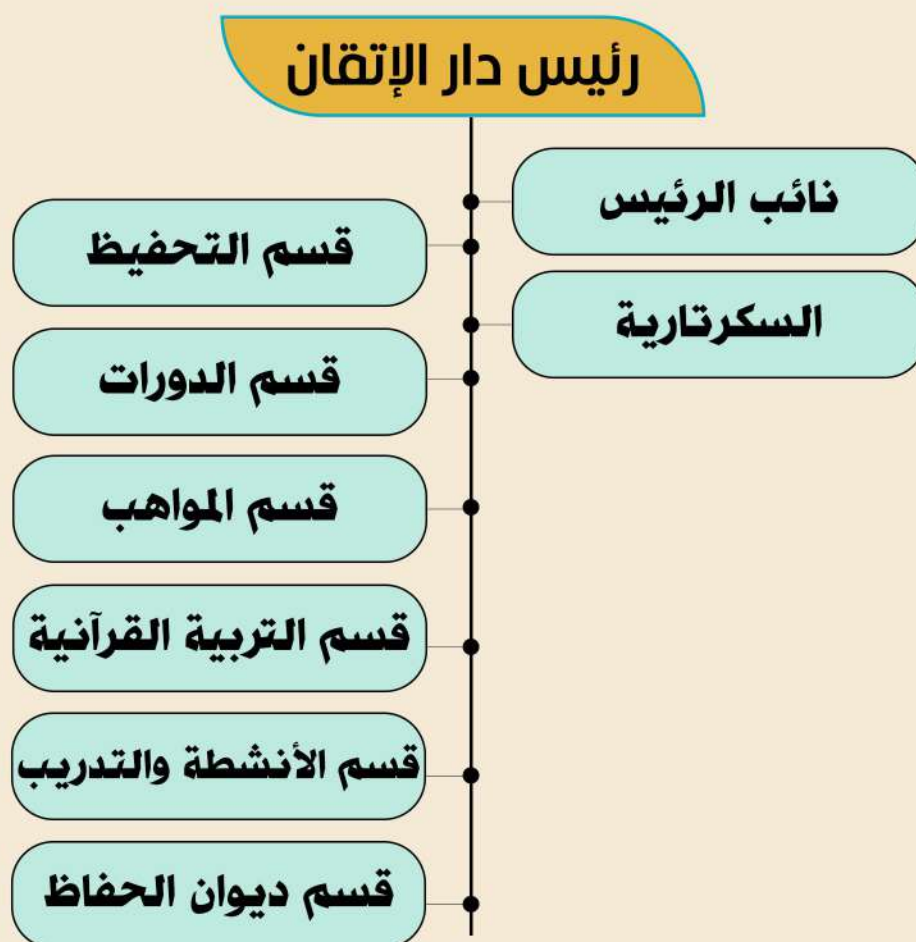 رئيس دار الإتقان
نائب الرئيس
السكرتارية
قسم التحفيظ
قسم الدورات
قسم المواهب
قسم التربية القرآنية
قسم الأنشطة والتدريب
قسم ديوان الحفاظ